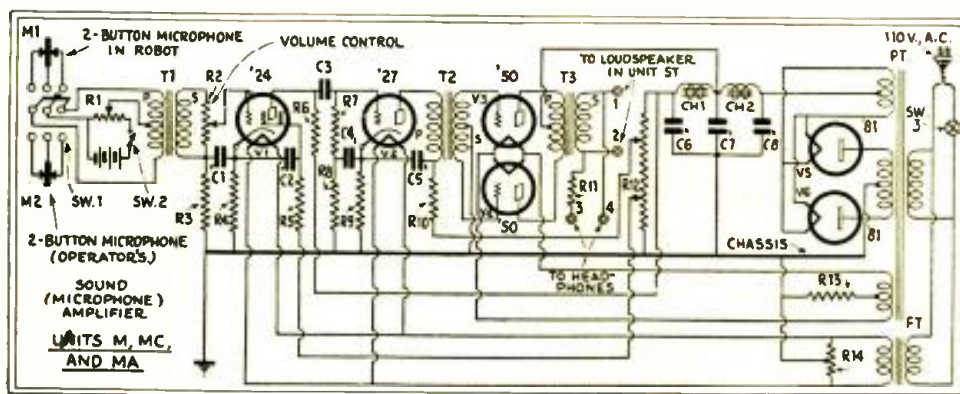 M1
2-BUTTON MICROPHONE
IN ROBOT
VOLUME CONTROL
T1
R2
'24
C3
'27
T2
'50
T3
TO LOUDSPEAKER
IN UNIT ST
110 V., A.C.
PT
R1
P
S
R6
R7
P
S
V3
P
S
1
CH1
CH2
SW
3
V1
C4
V2
2
C6
C7
C8
V5
81
C1
C2
C5
R11
R12
V6
M2
SW.1
SW.2
R3
R4
R5
R8
R9
R10
V4
'50
3
4
81
2-BUTTON MICROPHONE
(OPERATOR'S,)
CHASSIS
SOUND
(MICROPHONE)
AMPLIFIER
TO HEAD-
PHONES
R13
UNITS M, MC,
AND MA
FT
R14